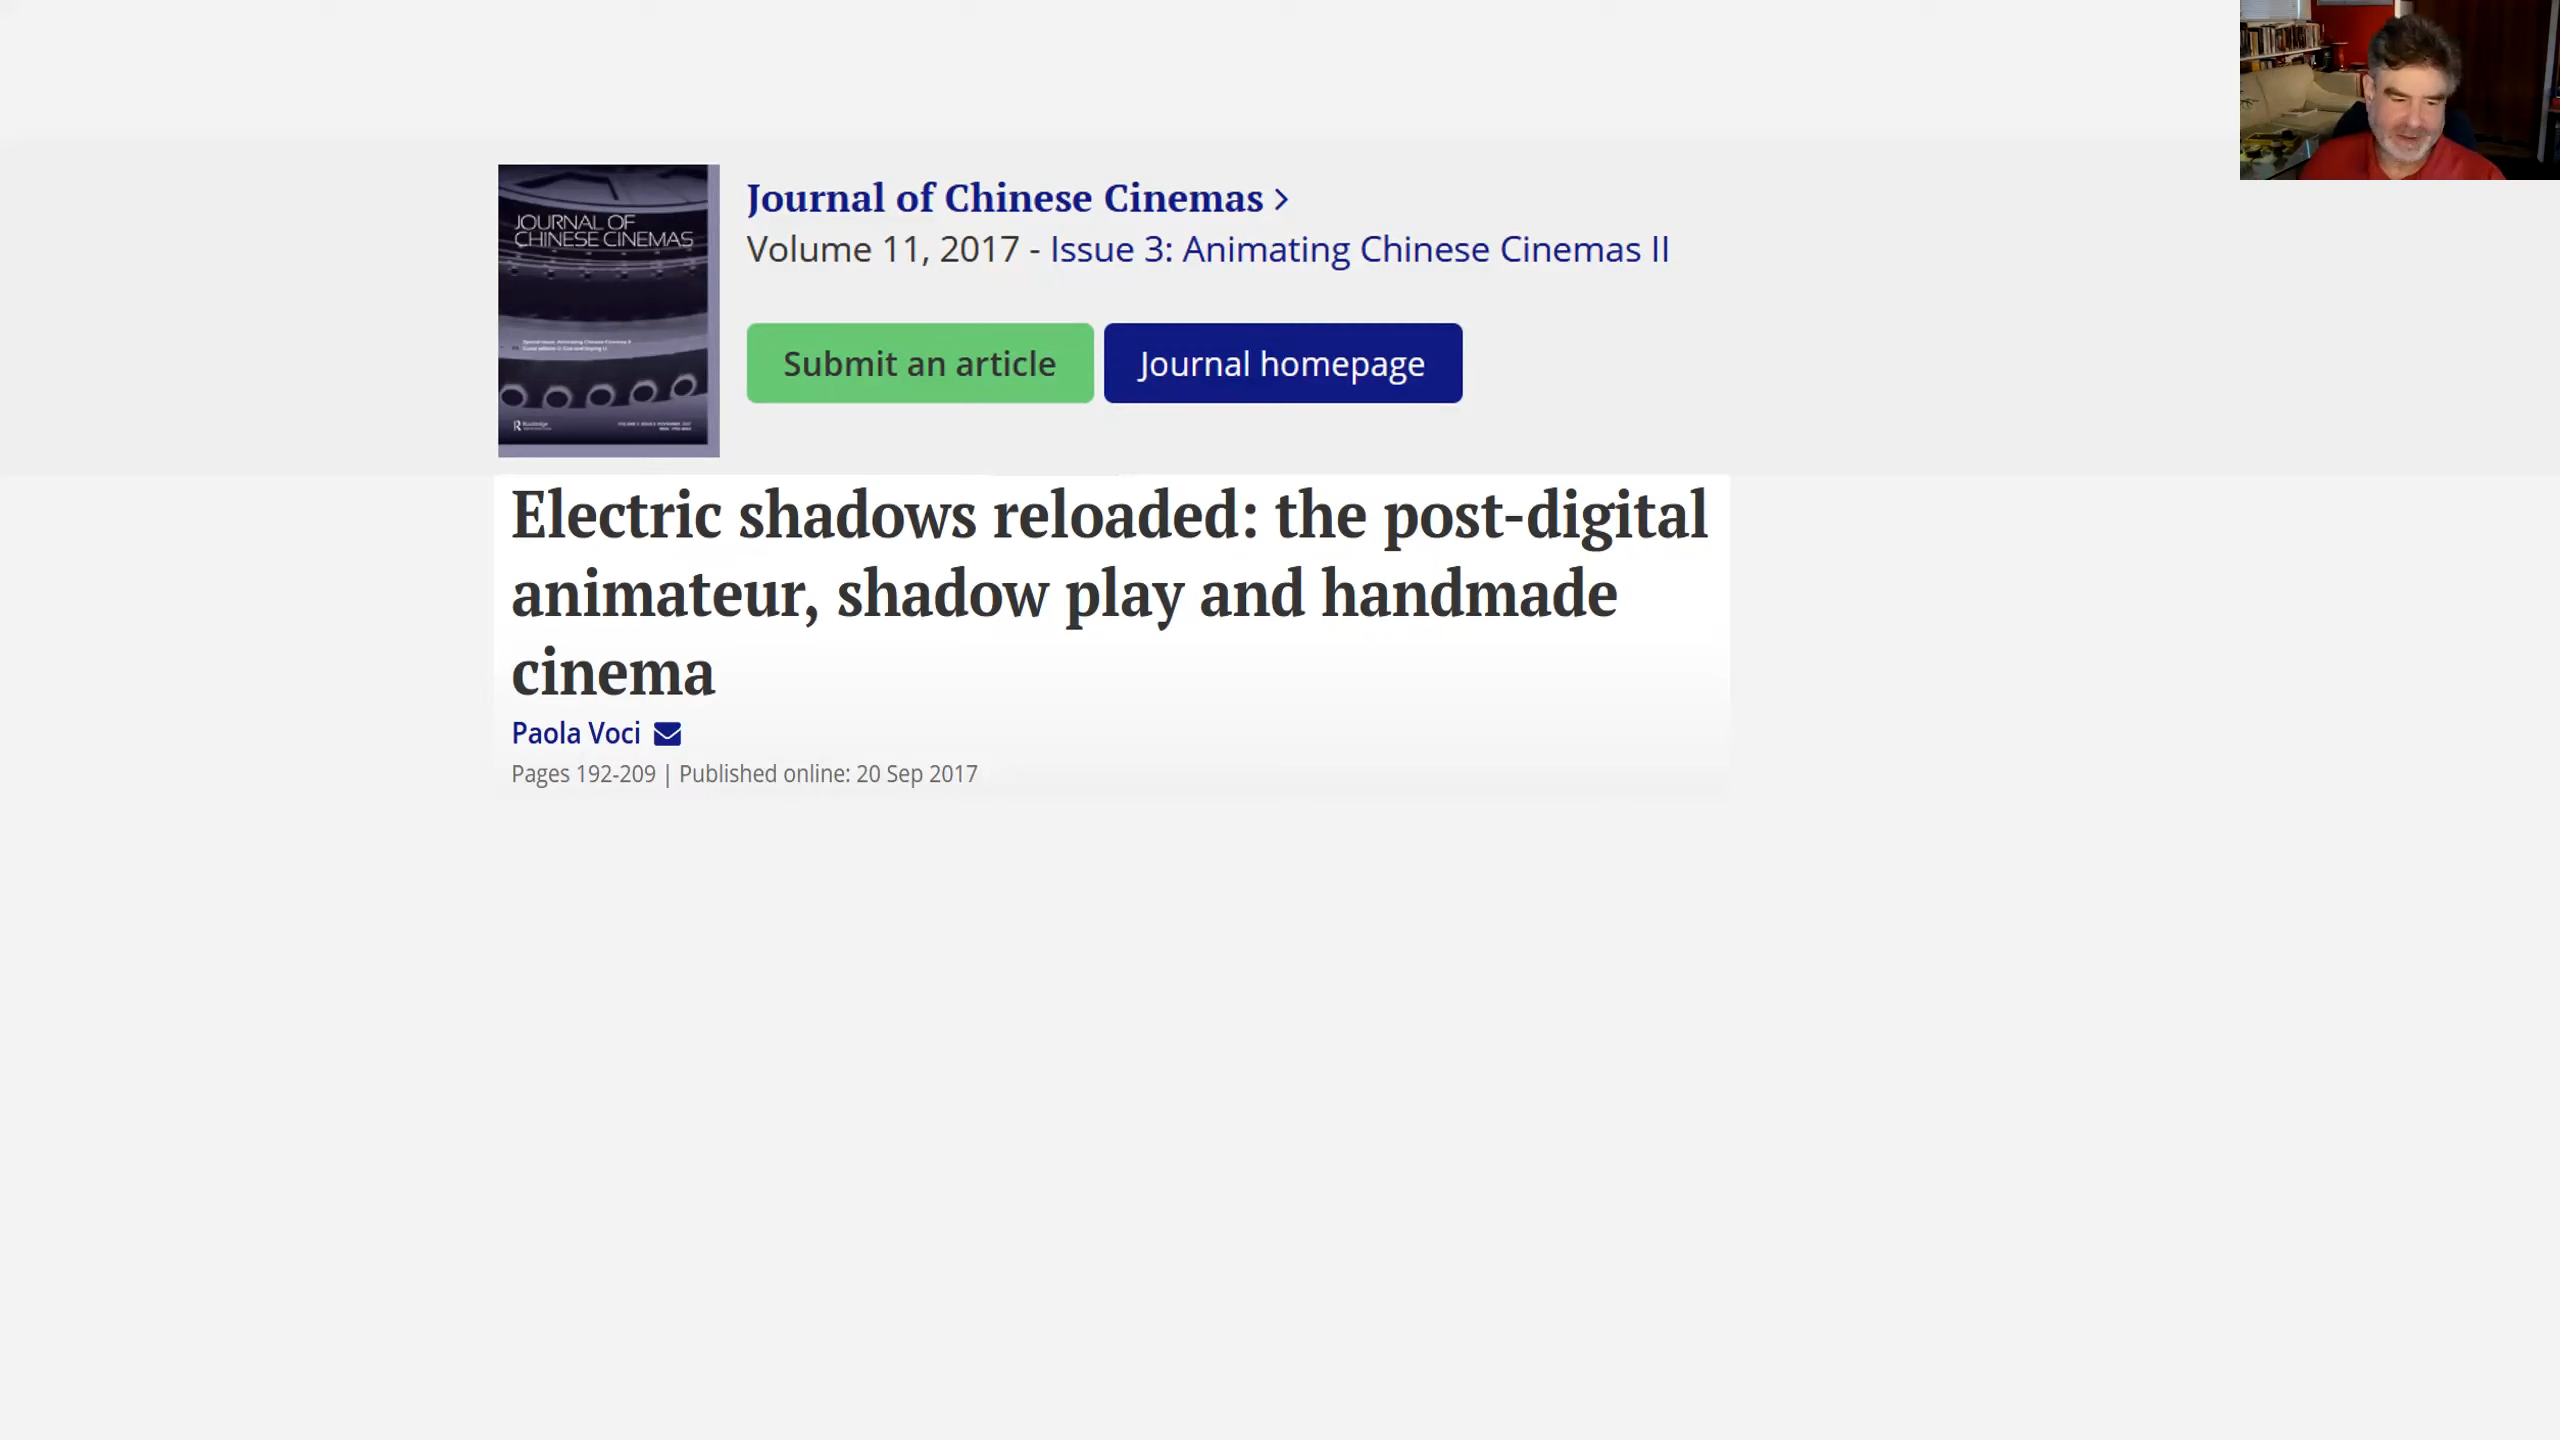 JOURNAL OF
CHINESE CINEMAS
Routledge
Journal of Chinese Cinemas >
Volume 11, 2017 - Issue 3: Animating Chinese Cinemas II
Submit an article
Journal homepage
Electric shadows reloaded: the post-digital
animateur, shadow play and handmade
cinema
Paola Voci
Pages 192-209 | Published online: 20 Sep 2017